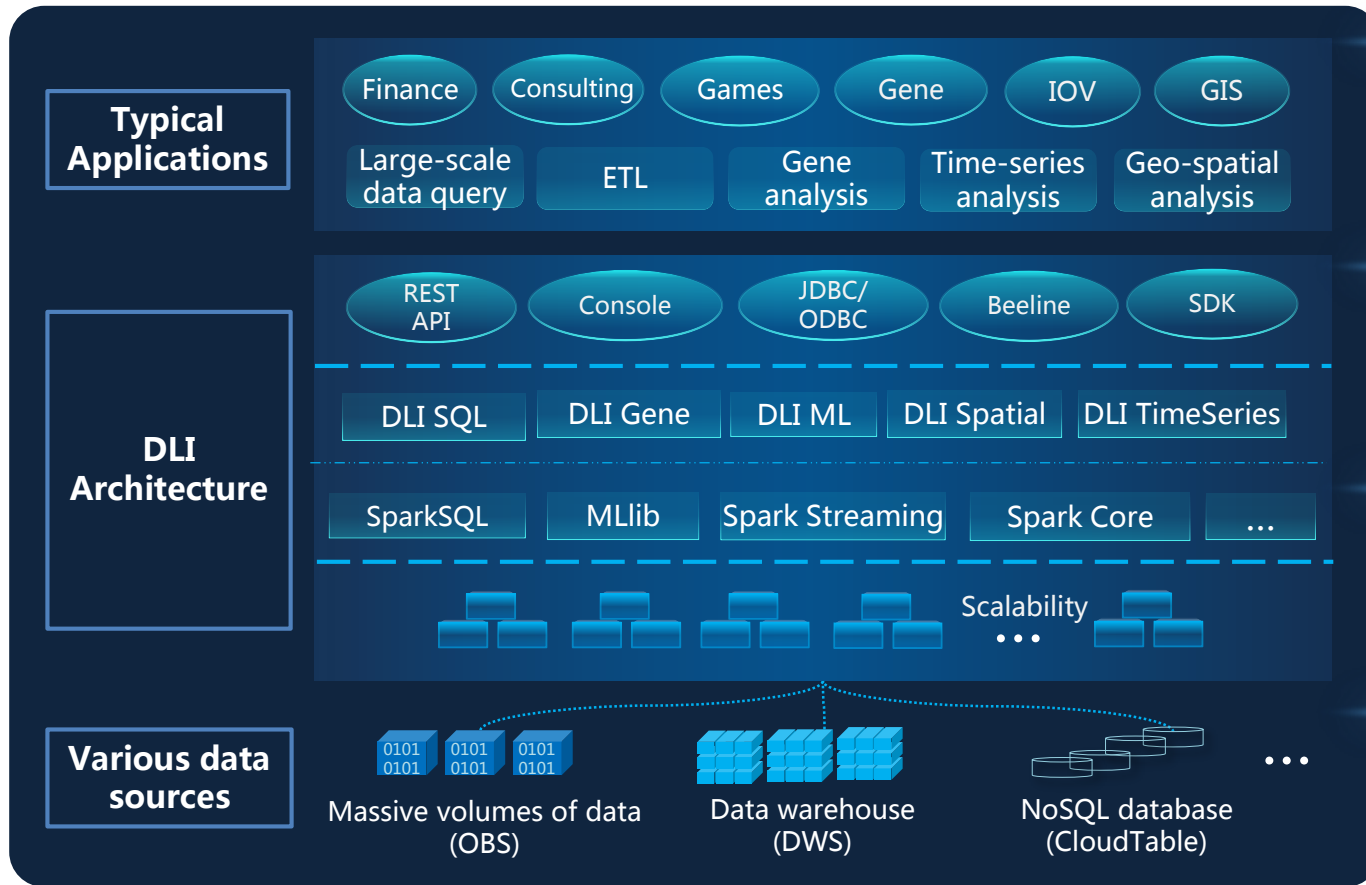 Typical
Applications
Finance
Consulting
Games
Gene
IOV
GIS
Large-scale
data query
ETL
Gene
analysis
Time-series
analysis
Geo-spatial
analysis
DLI
Architecture
REST
API
Console
JDBC/
ODBC
Beeline
SDK
DLI SQL
DLI Gene
DLI ML
DLI Spatial
DLI TimeSeries
SparkSQL
MLlib
Spark Streaming
Spark Core
...
Scalability
...
Various data
sources
0101
0101
0101
0101
0101
0101
Massive volumes of data
(OBS)
Data warehouse
(DWS)
NoSQL database
(CloudTable)
...